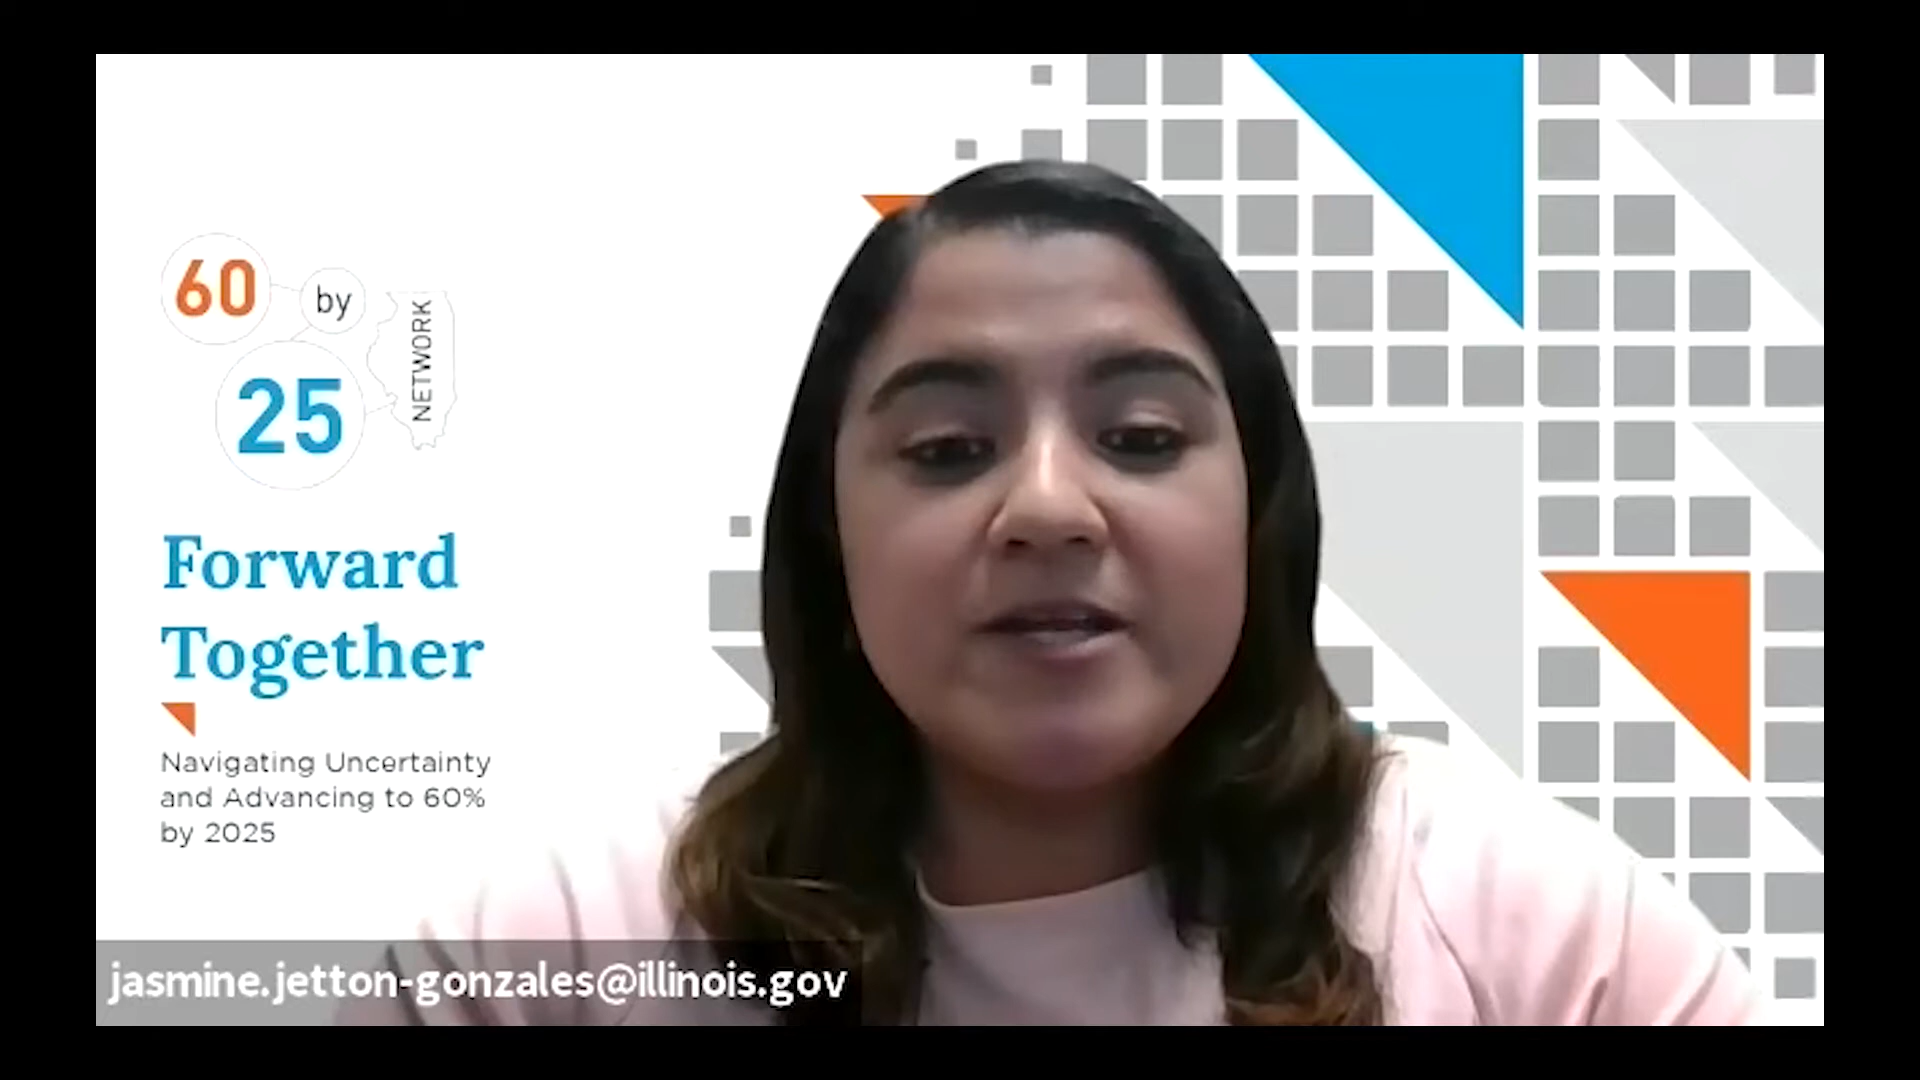 60
by
25
NETWORK
Forward
Together
Navigating Uncertainty
and Advancing to 60%
by 2025
jasmine.jetton-gonzales@illinois.gov